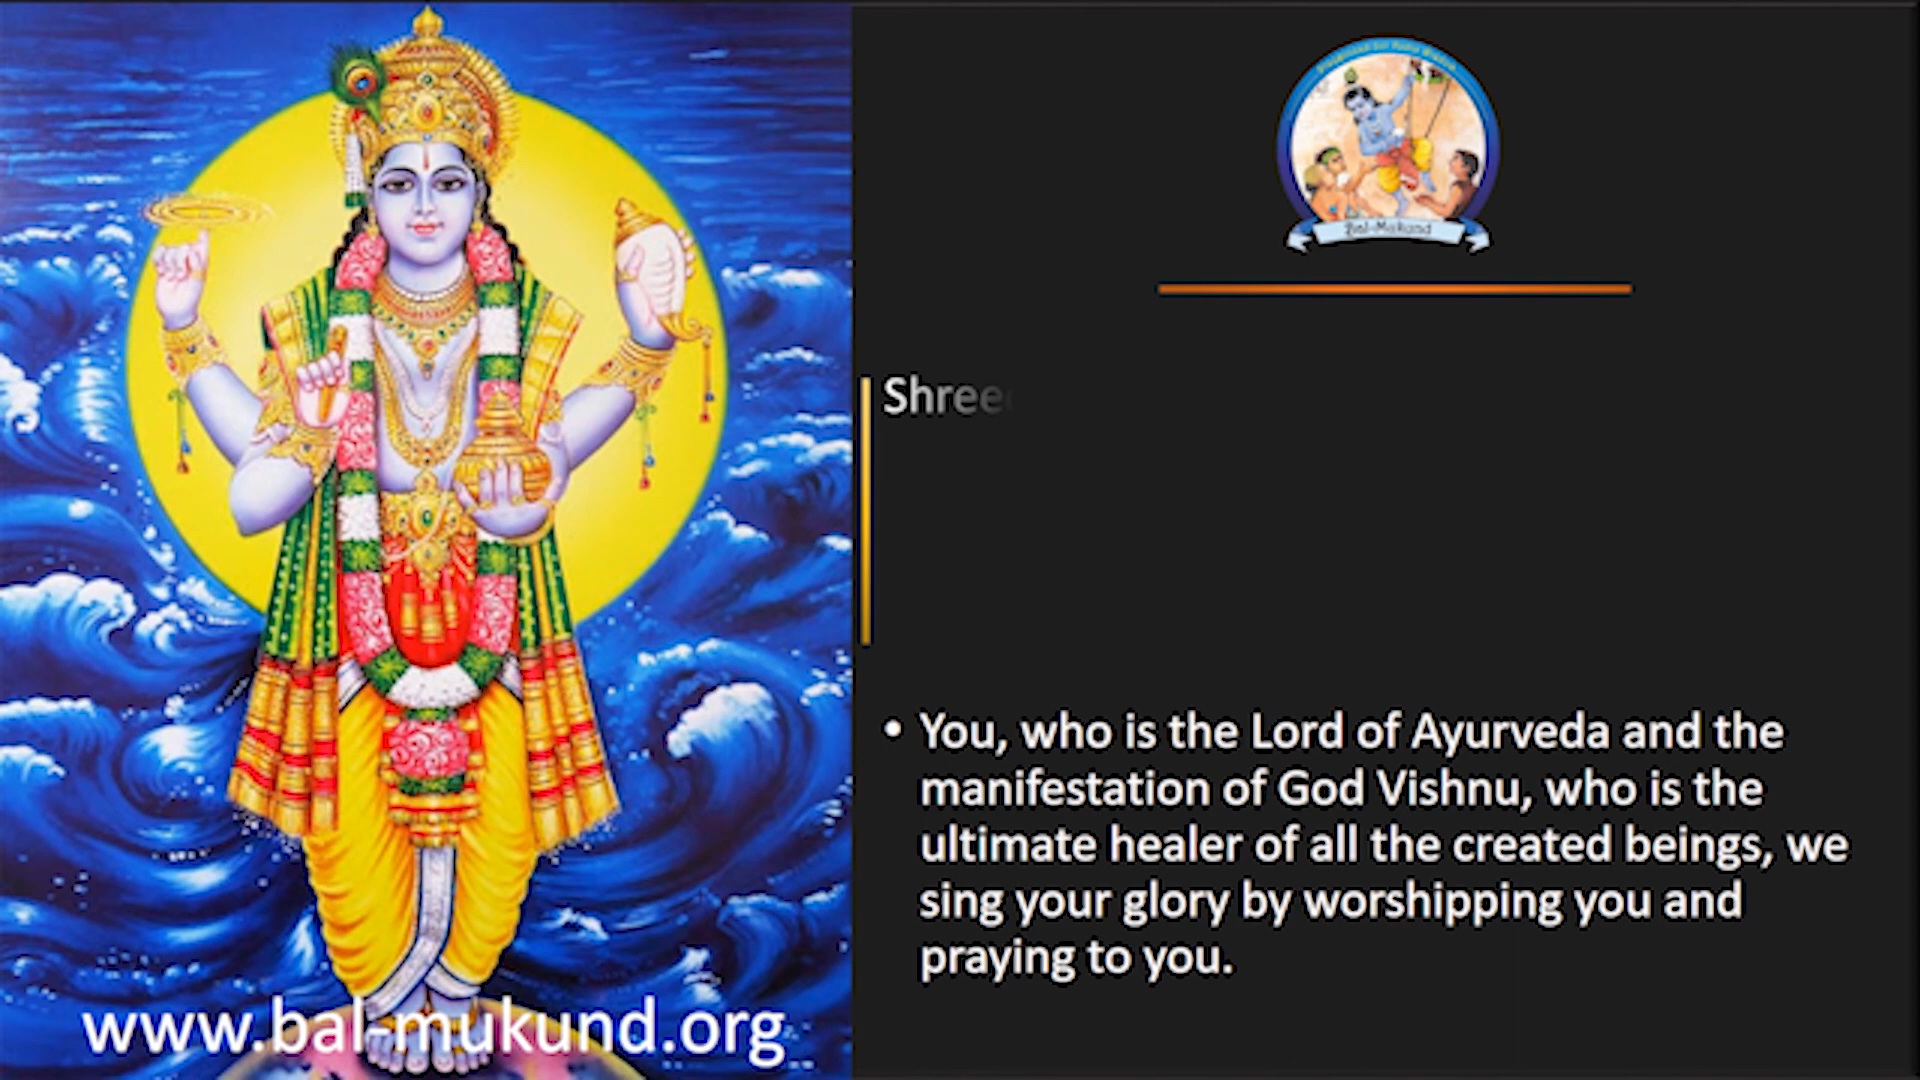 Bal-Mukund
Shree
• You, who is the Lord of Ayurveda and the
manifestation of God Vishnu, who is the
ultimate healer of all the created beings, we
sing your glory by worshipping you and
praying to you.
www.bal-mukund.org